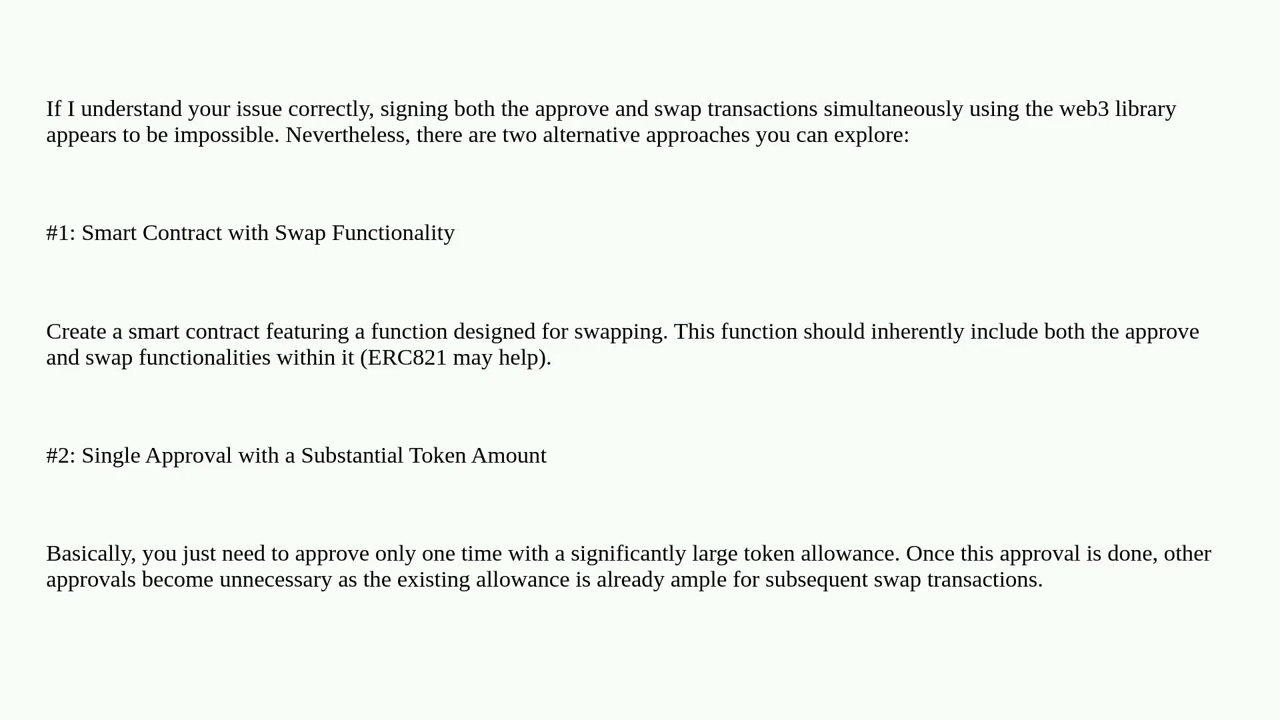 If I understand your issue correctly, signing both the approve and swap transactions simultaneously using the web3 library
appears to be impossible. Nevertheless, there are two alternative approaches you can explore:
#1: Smart Contract with Swap Functionality
Create a smart contract featuring a function designed for swapping. This function should inherently include both the approve
and swap functionalities within it (ERC821 may help).
#2: Single Approval with a Substantial Token Amount
Basically, you just need to approve only one time with a significantly large token allowance. Once this approval is done, other
approvals become unnecessary as the existing allowance is already ample for subsequent swap transactions.